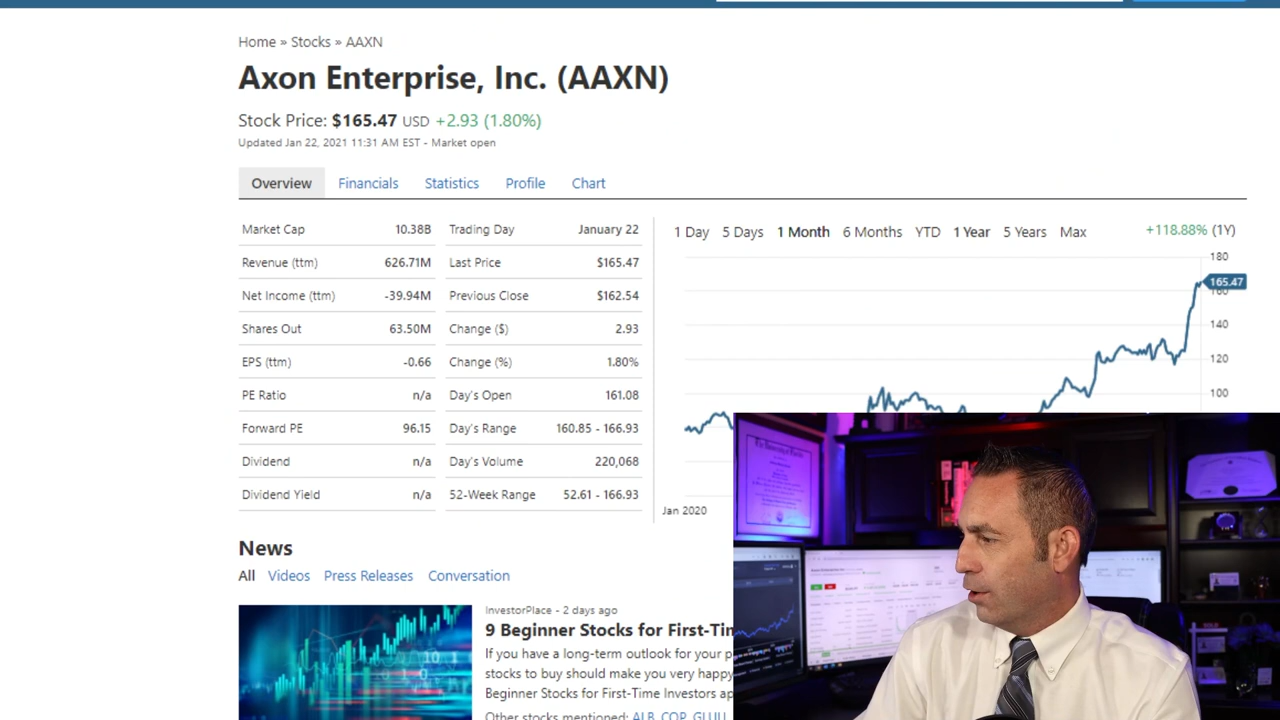 Home » Stocks » AAXN
Axon Enterprise, Inc. (AAXN)
Stock Price: $165.47 USD +2.93 (1.80%)
Updated Jan 22, 2021 11:31 AM EST - Market open
Overview Financials Statistics Profile Chart
Market Cap 10.38B Trading Day January 22
Revenue (ttm) 626.71M Last Price $165.47
Net Income (ttm) -39.94M Previous Close $162.54
Shares Out 63.50M Change ($) 2.93
EPS (ttm) -0.66 Change (%) 1.80%
PE Ratio n/a Day's Open 161.08
Forward PE 96.15 Day's Range 160.85 - 166.93
Dividend n/a Day's Volume 220,068
Dividend Yield n/a 52-Week Range 52.61 - 166.93
1 Day 5 Days 1 Month 6 Months YTD 1 Year 5 Years Max +118.88% (1Y)
180
165.47
160
140
120
100
Jan 2020
News
All Videos Press Releases Conversation
InvestorPlace - 2 days ago
9 Beginner Stocks for First-Tin
If you have a long-term outlook for your p
stocks to buy should make you very happy
Beginner Stocks for First-Time Investors ap
Other stocks mentioned: ALB, COP, GLUU